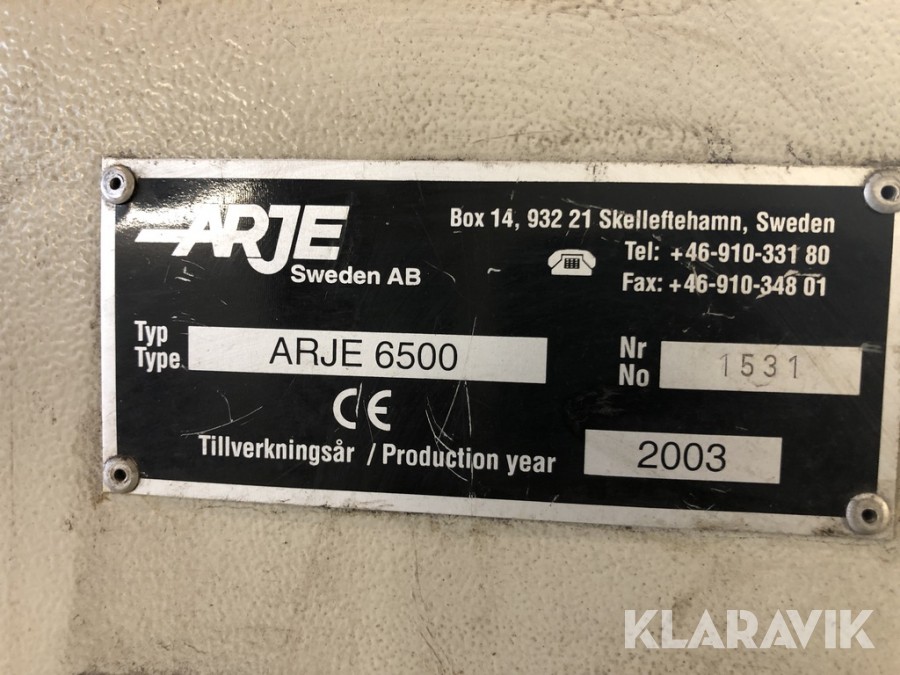 ARJE
Sweden AB
Box 14, 932 21 Skelleftehamn, Sweden
Tel: +46-910-331 80
Fax: +46-910-348 01
Typ
Type
ARJE 6500
Nr
No
1531
CE
Tillverkningsår / Production year
2003
KLARAVIK